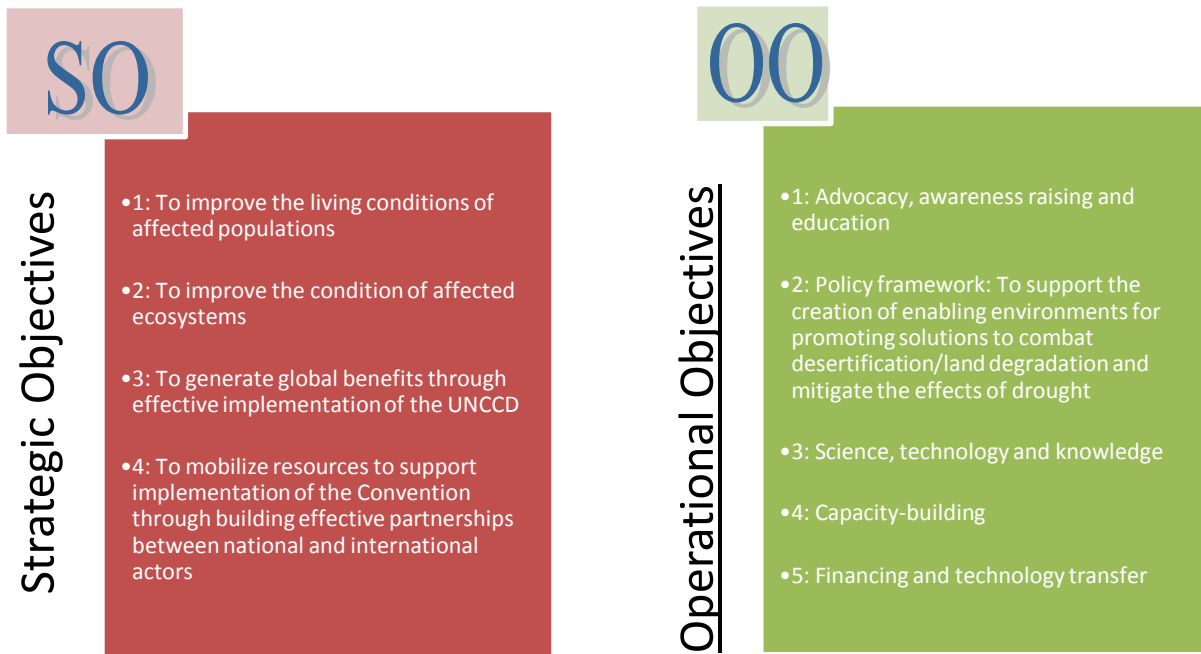 SO
Strategic Objectives
•1: To improve the living conditions of
affected populations
•2: To improve the condition of affected
ecosystems
•3: To generate global benefits through
effective implementation of the UNCCD
•4: To mobilize resources to support
implementation of the Convention
through building effective partnerships
between national and international
actors
OO
Operational Objectives
•1: Advocacy, awareness raising and
education
•2: Policy framework: To support the
creation of enabling environments for
promoting solutions to combat
desertification/land degradation and
mitigate the effects of drought
•3: Science, technology and knowledge
•4: Capacity-building
•5: Financing and technology transfer